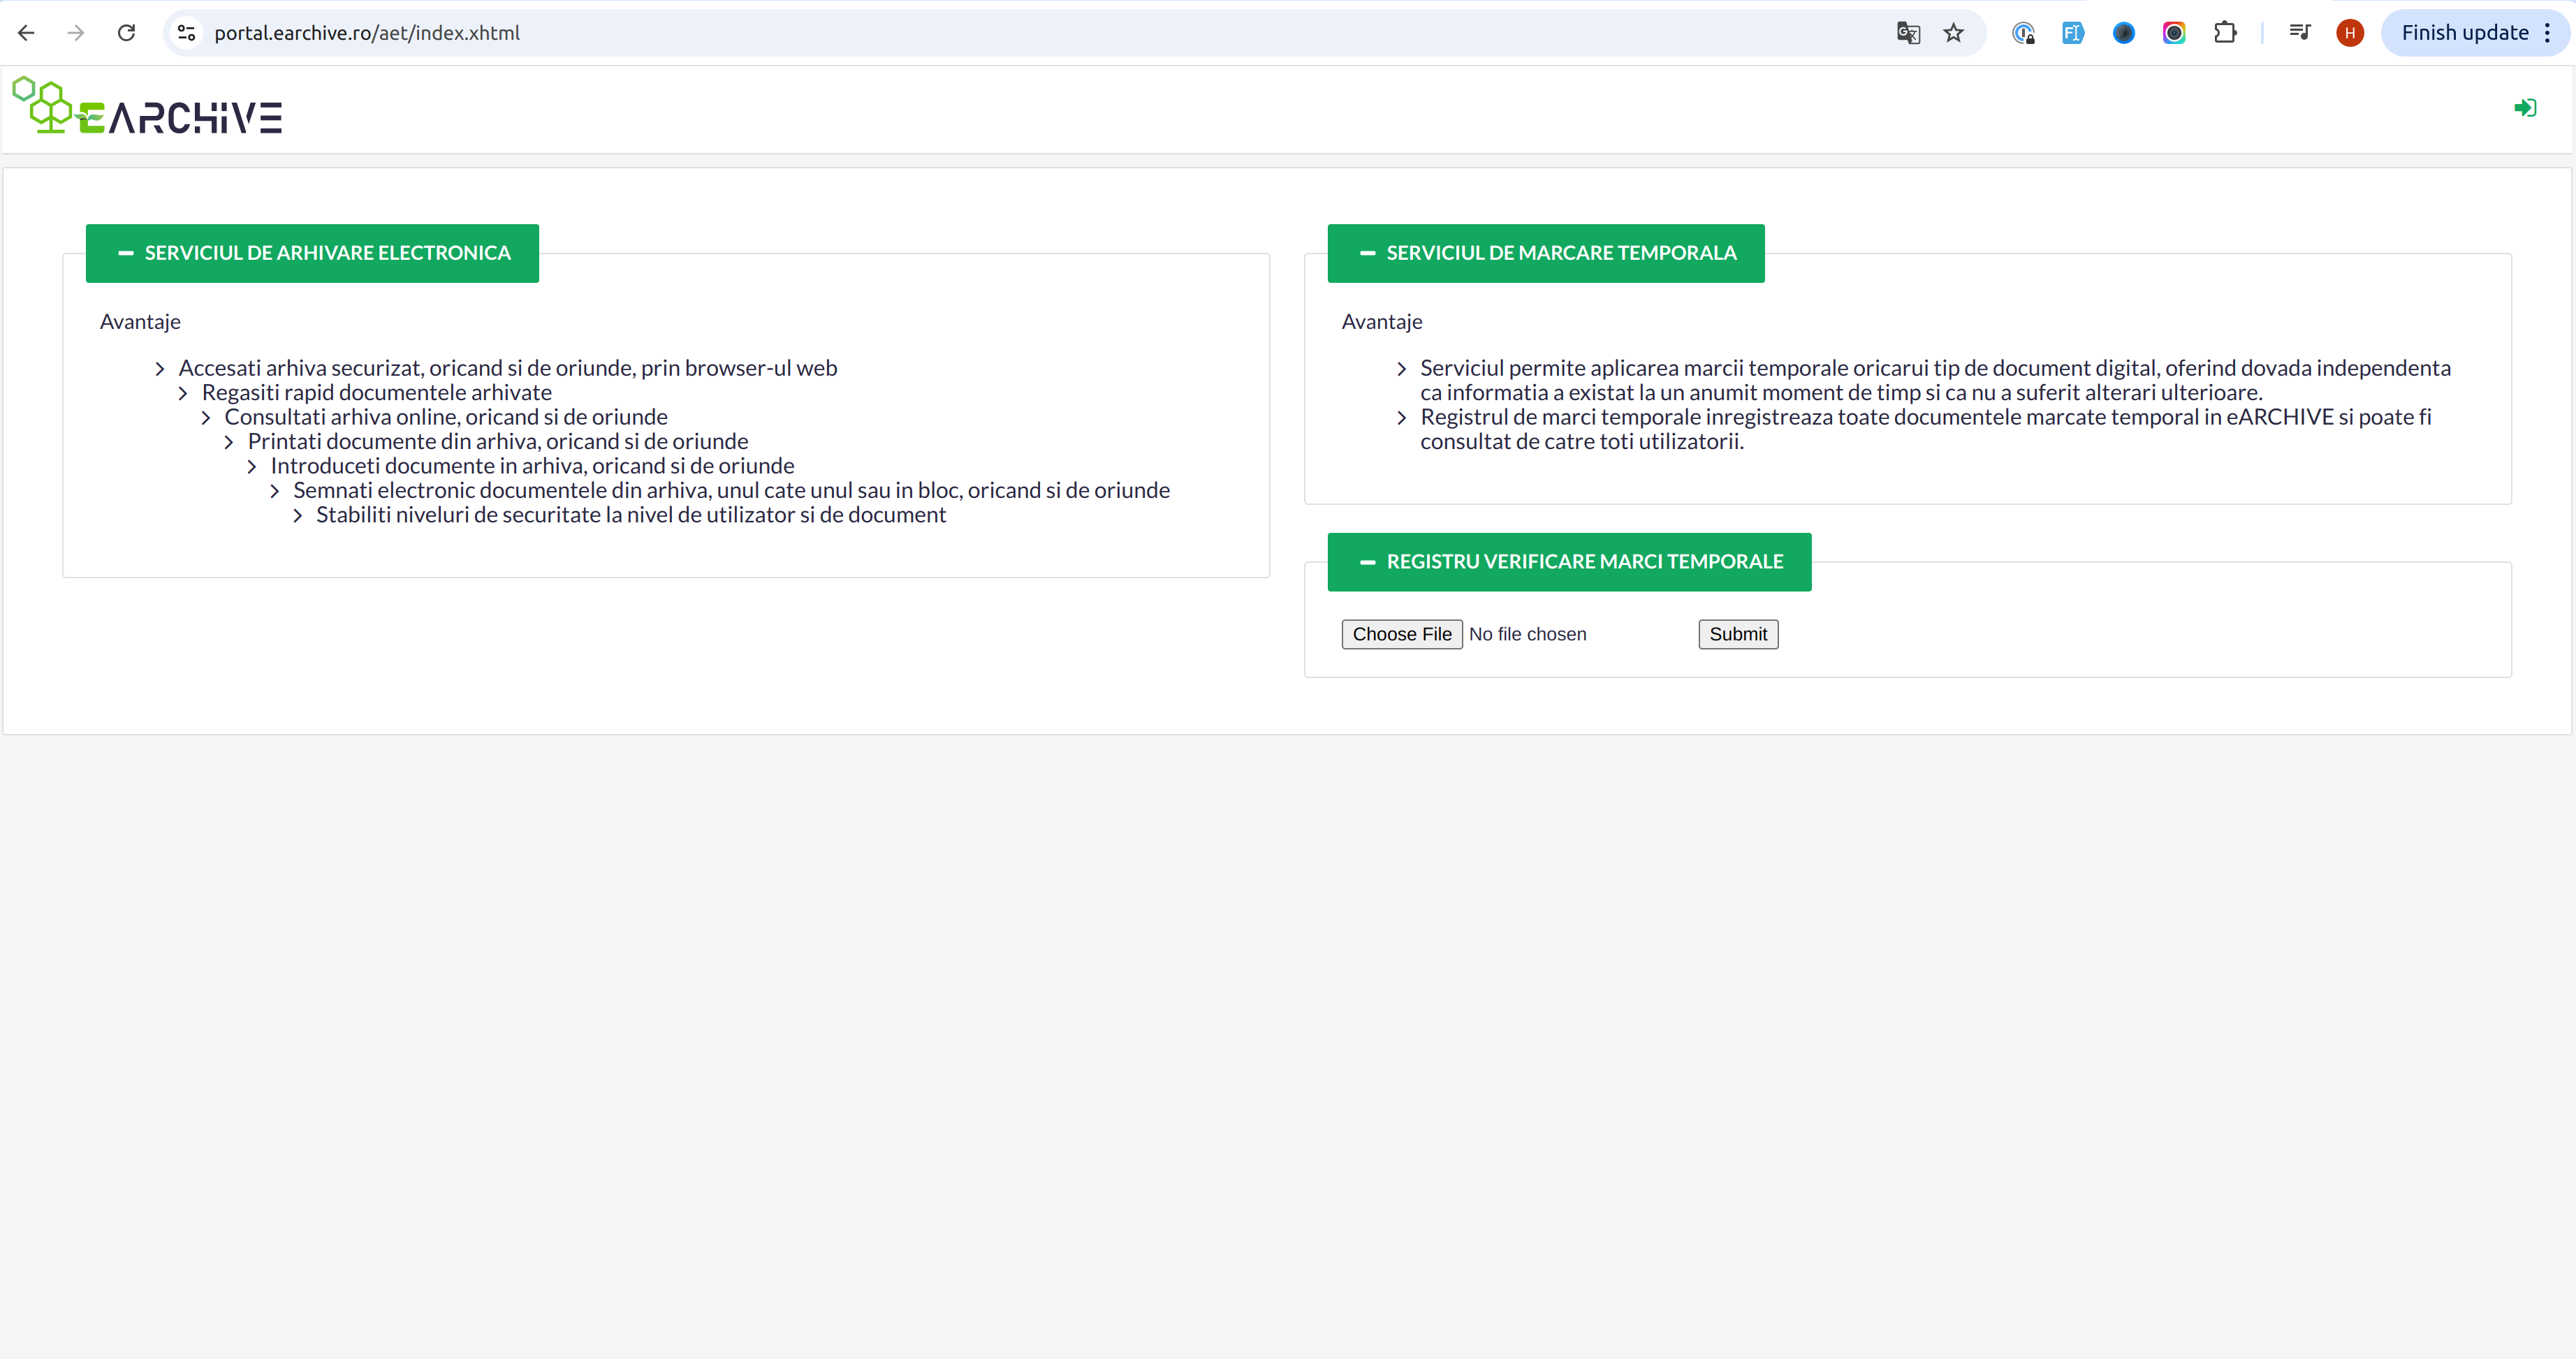 portal.earchive.ro/aet/index.xhtml
H
Finish update
EARCHiVE
SERVICIUL DE ARHIVARE ELECTRONICA
Avantaje
Accesati arhiva securizat, oricand si de oriunde, prin browser-ul web
Regasiti rapid documentele arhivate
Consultati arhiva online, oricand si de oriunde
Printati documente din arhiva, oricand si de oriunde
Introduceti documente in arhiva, oricand si de oriunde
Semnati electronic documentele din arhiva, unul cate unul sau in bloc, oricand si de oriunde
Stabiliti niveluri de securitate la nivel de utilizator si de document
SERVICIUL DE MARCARE TEMPORALA
Avantaje
Serviciul permite aplicarea marcii temporale oricarui tip de document digital, oferind dovada independenta
ca informatia a existat la un anumit moment de timp si ca nu a suferit alterari ulterioare.
Registrul de marci temporale inregistreaza toate documentele marcate temporal in eARCHIVE si poate fi
consultat de catre toti utilizatorii.
REGISTRU VERIFICARE MARCI TEMPORALE
Choose File No file chosen Submit